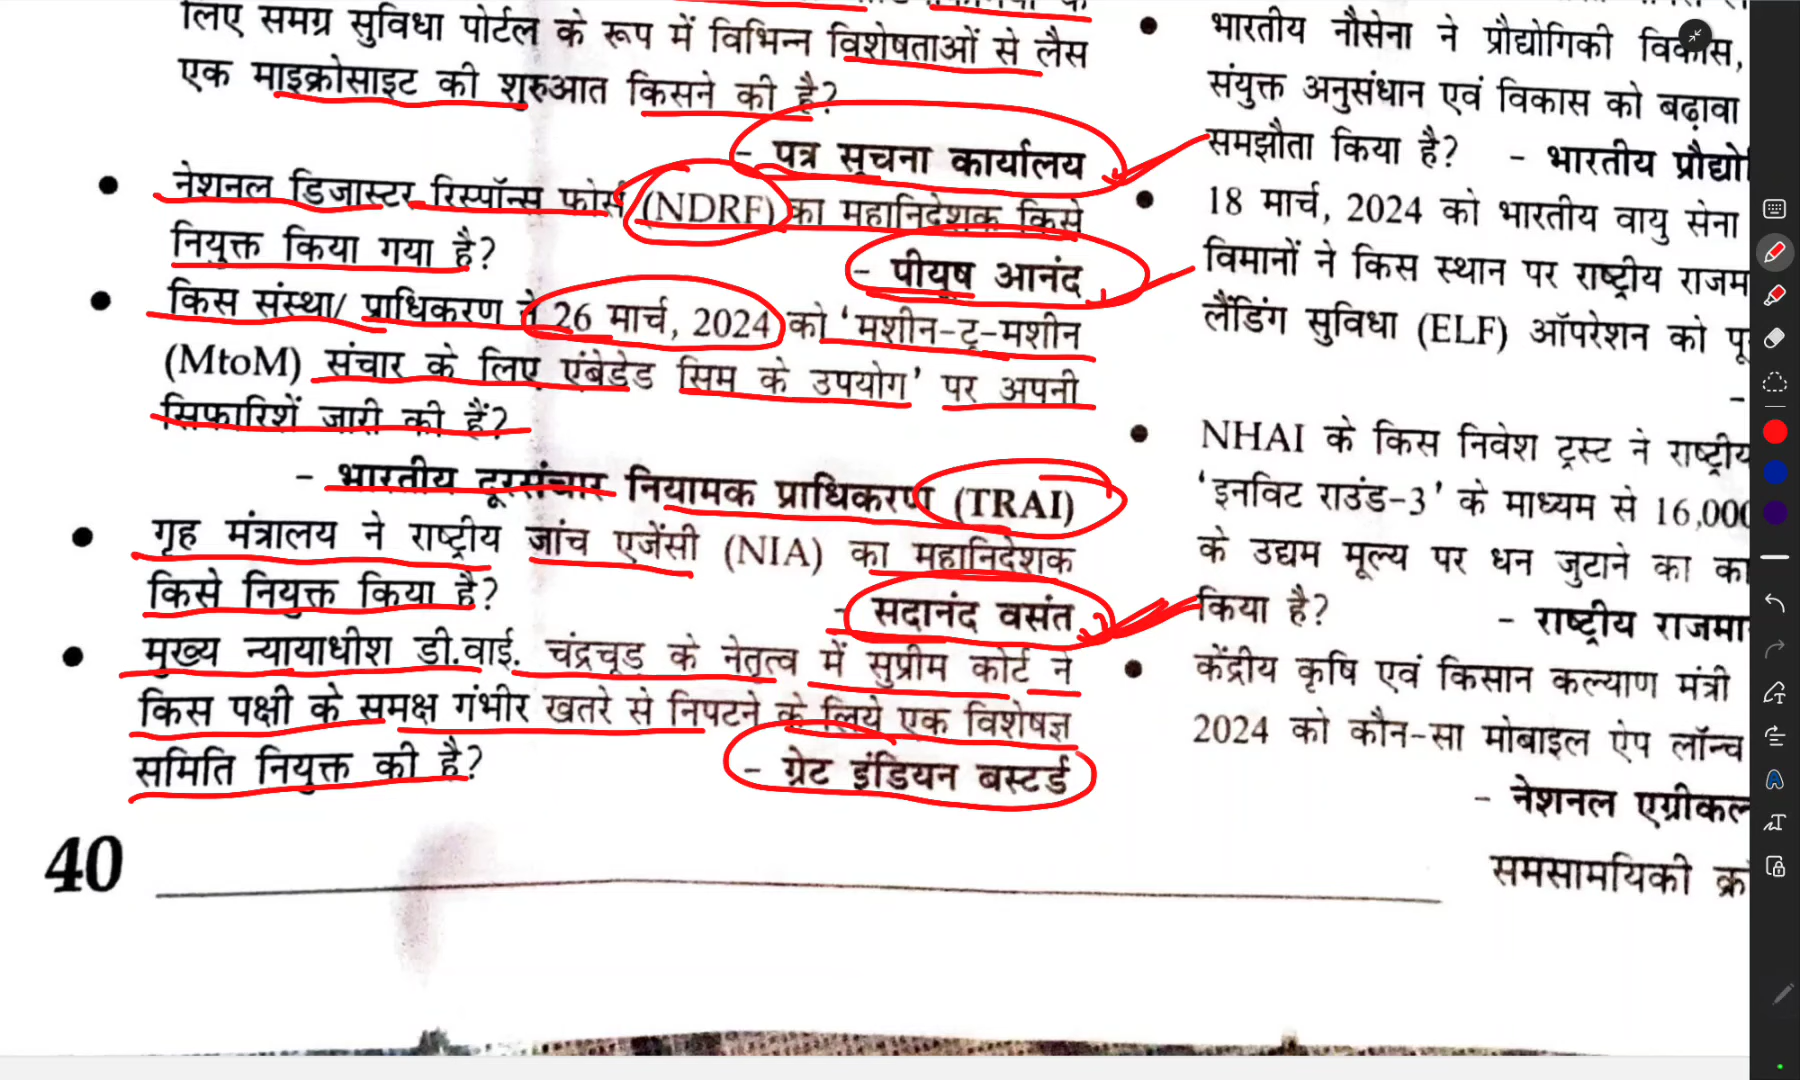 लिए समग्र सुविधा पोर्टल के रूप में विभिन्न विशेषताओं से लैस
एक माइक्रोसाइट की शुरुआत किसने की है?
- पत्र सूचना कार्यालय
• नेशनल डिजास्टर रिस्पॉन्स फोर्स (NDRF) का महानिदेशक किसे
नियुक्त किया गया है?
- पीयूष आनंद
• किस संस्था/ प्राधिकरण ने 26 मार्च, 2024 को ‘मशीन-टू-मशीन
(MtoM) संचार के लिए एंबेडेड सिम के उपयोग’ पर अपनी
सिफारिशें जारी की हैं?
- भारतीय दूरसंचार नियामक प्राधिकरण (TRAI)
• गृह मंत्रालय ने राष्ट्रीय जांच एजेंसी (NIA) का महानिदेशक
किसे नियुक्त किया है?
- सदानंद वसंत
• मुख्य न्यायाधीश डी.वाई. चंद्रचूड के नेतृत्व में सुप्रीम कोर्ट ने
किस पक्षी के समक्ष गंभीर खतरे से निपटने के लिये एक विशेषज्ञ
समिति नियुक्त की है?
- ग्रेट इंडियन बस्टर्ड
40
• भारतीय नौसेना ने प्रौद्योगिकी विकास,
संयुक्त अनुसंधान एवं विकास को बढ़ावा
समझौता किया है? - भारतीय
• 18 मार्च, 2024 को भारतीय वायु सेना
विमानों ने किस स्थान पर राष्ट्रीय
लैंडिंग सुविधा (ELF) ऑपरेशन को
-
• NHAI के किस निवेश ट्रस्ट ने राष्ट्रीय
‘इनविट राउंड-3’ के माध्यम से
के उद्यम मूल्य पर धन जुटाने का
किया है?
- राष्ट्रीय
• केंद्रीय कृषि एवं किसान कल्याण मंत्री
2024 को कौन-सा मोबाइल ऐप लॉन्च
- नेशनल
समसामयिकी